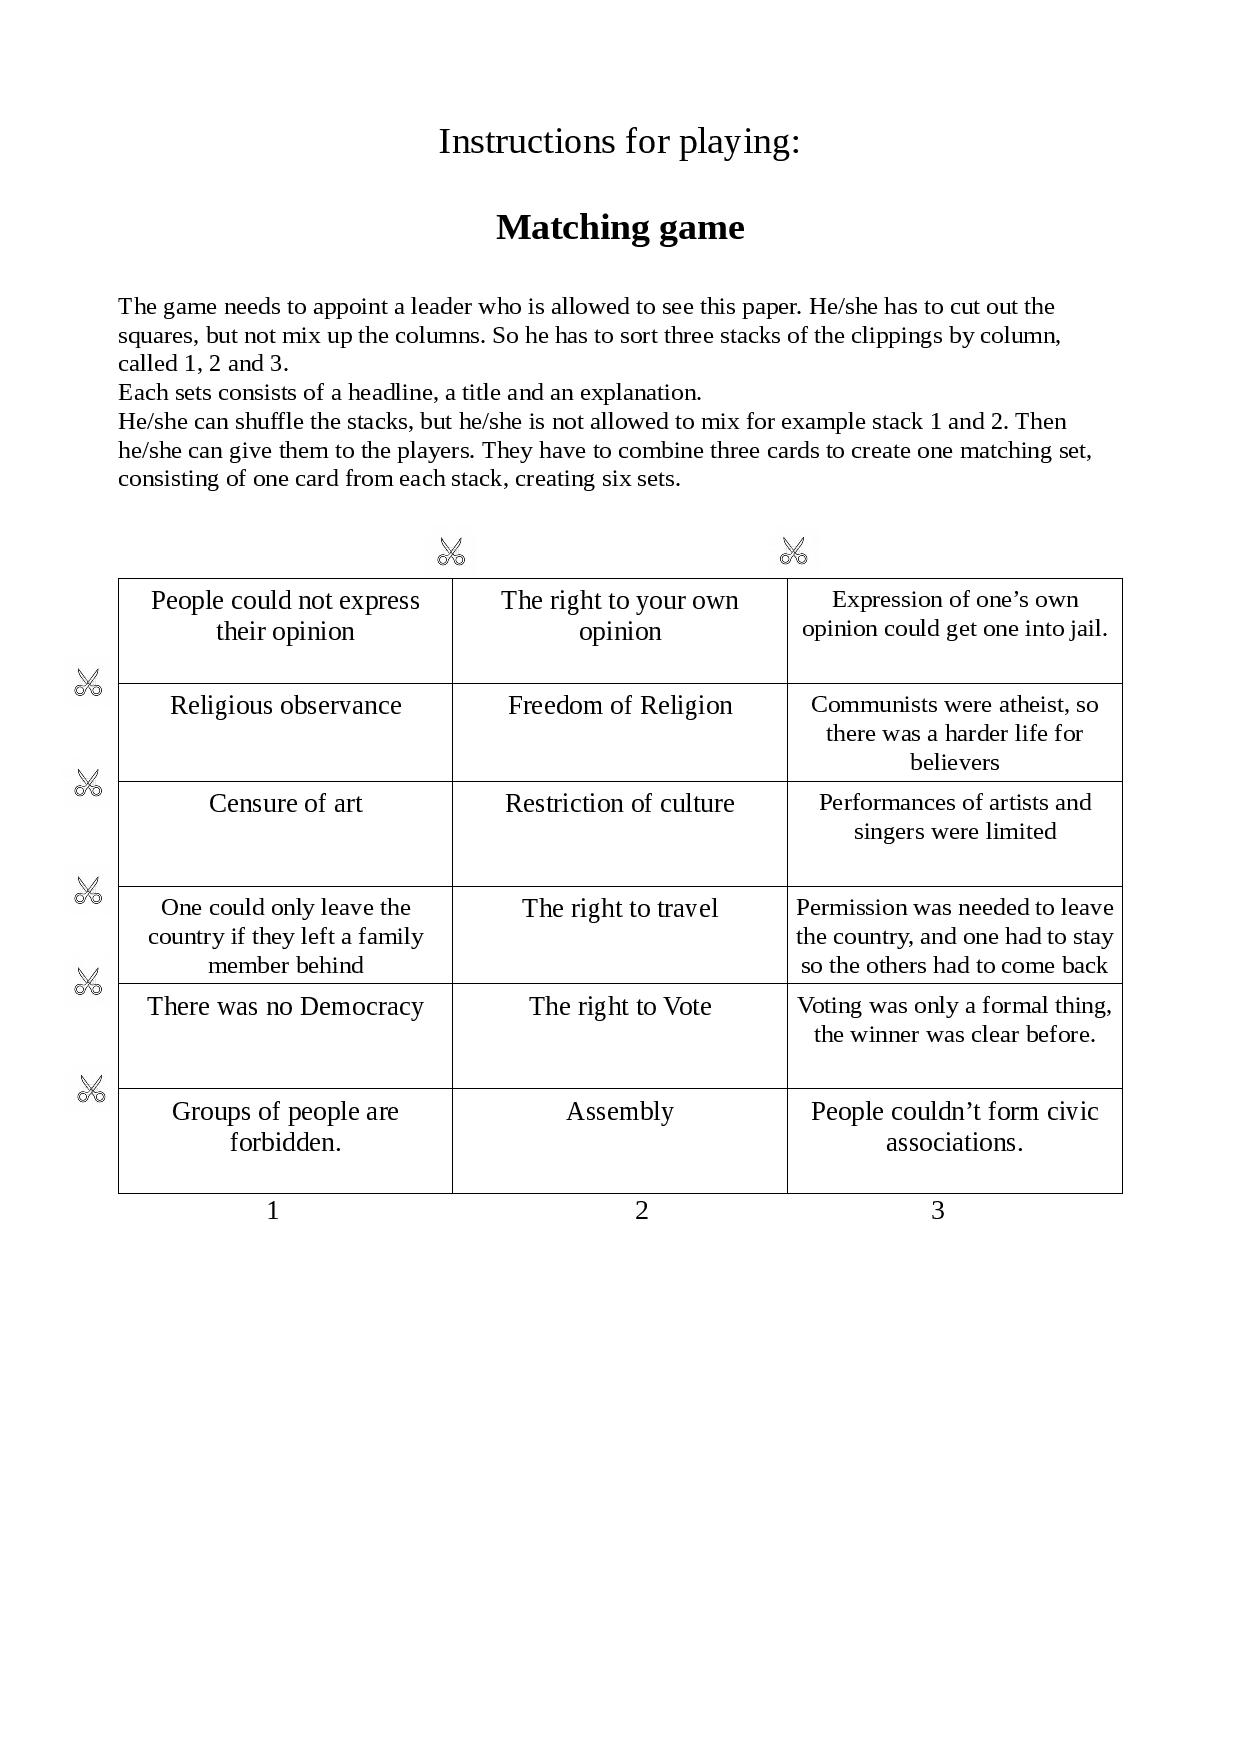 Instructions for playing:
Matching game
The game needs to appoint a leader who is allowed to see this paper. He/she has to cut out the
squares, but not mix up the columns. So he has to sort three stacks of the clippings by column,
called 1, 2 and 3.
Each sets consists of a headline, a title and an explanation.
He/she can shuffle the stacks, but he/she is not allowed to mix for example stack 1 and 2. Then
he/she can give them to the players. They have to combine three cards to create one matching set,
consisting of one card from each stack, creating six sets.
People could not express
their opinion
The right to your own
opinion
Expression of one’s own
opinion could get one into jail.
Religious observance
Freedom of Religion
Communists were atheist, so
there was a harder life for
believers
Censure of art
Restriction of culture
Performances of artists and
singers were limited
One could only leave the
country if they left a family
member behind
The right to travel
Permission was needed to leave
the country, and one had to stay
so the others had to come back
There was no Democracy
The right to Vote
Voting was only a formal thing,
the winner was clear before.
Groups of people are
forbidden.
Assembly
People couldn’t form civic
associations.
1
2
3